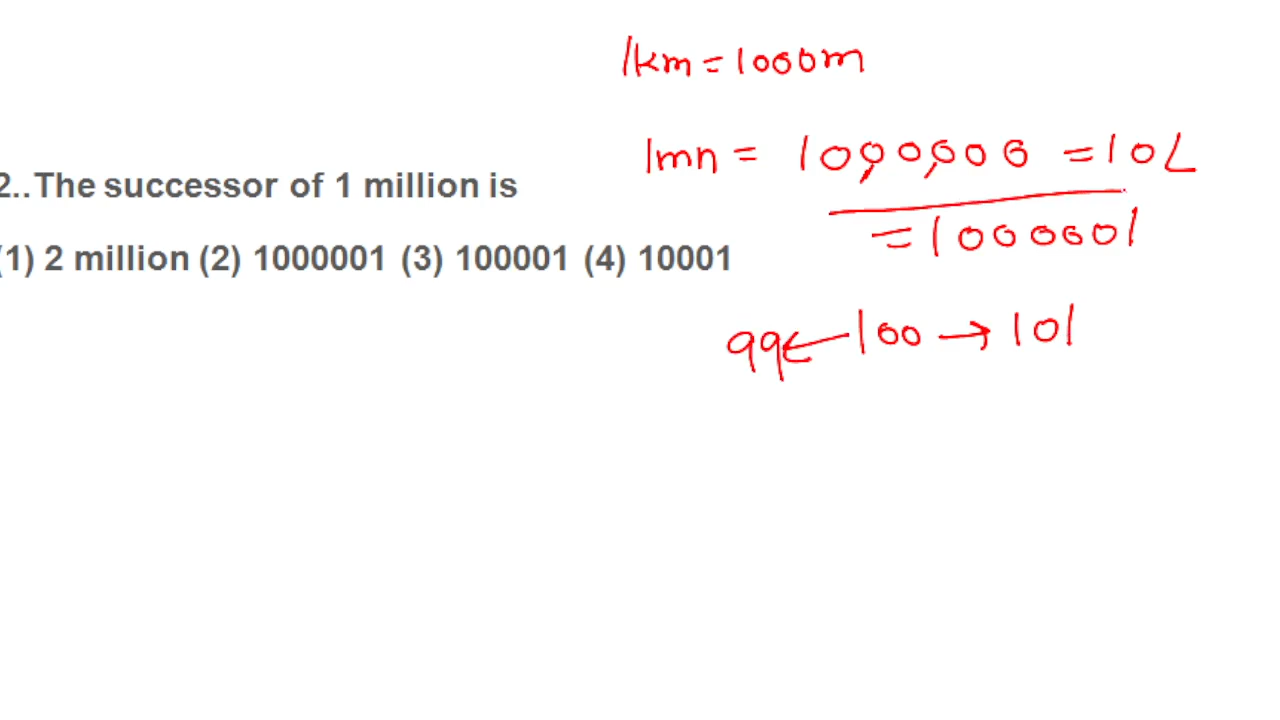 1km = 1000m
1mn = 10,00,000 = 10L
2..The successor of 1 million is
= 1000001
(1) 2 million (2) 1000001 (3) 100001 (4) 10001
99 ← 100 → 101